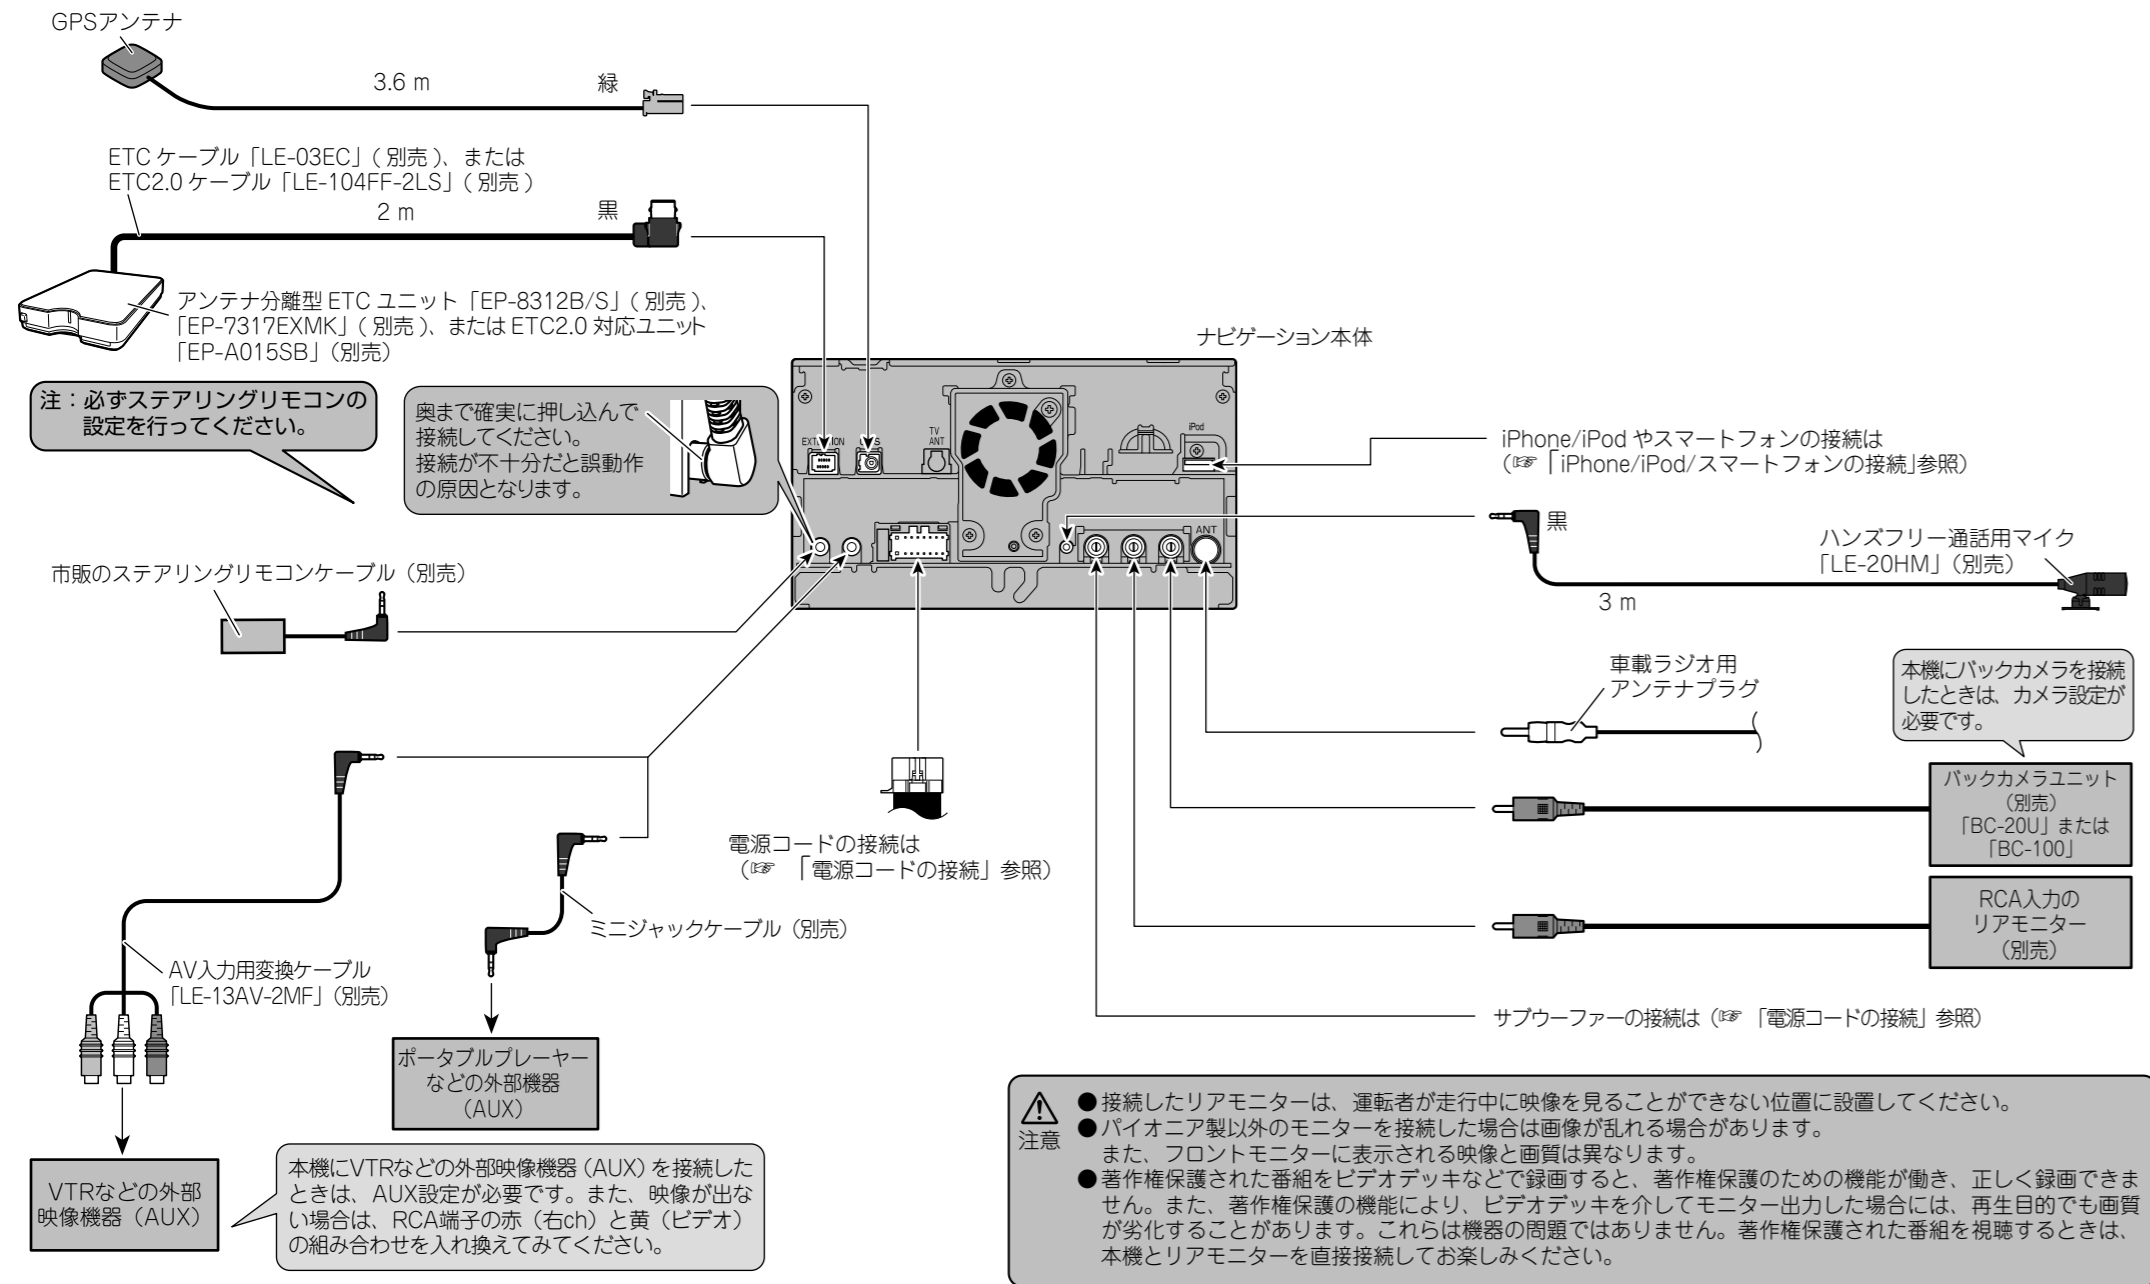 GPSアンテナ
3.6 m
緑
ETC ケーブル「LE-03EC」( 別売 )、または
ETC2.0 ケーブル「LE-104FF-2LS」( 別売 )
2 m
黒
アンテナ分離型 ETC ユニット「EP-8312B/S」( 別売 )、
「EP-7317EXMK」( 別売 )、または ETC2.0 対応ユニット
「EP-A015SB」（別売）
注：必ずステアリングリモコンの
設定を行ってください。
奥まで確実に押し込んで
接続してください。
接続が不十分だと誤動作
の原因となります。
ナビゲーション本体
EXTENSION
GPS
TV
ANT
iPod
ANT
iPhone/iPod やスマートフォンの接続は
（☞「iPhone/iPod/スマートフォンの接続」参照）
黒
ハンズフリー通話用マイク
「LE-20HM」（別売）
3 m
市販のステアリングリモコンケーブル（別売）
車載ラジオ用
アンテナプラグ
本機にバックカメラを接続
したときは、カメラ設定が
必要です。
バックカメラユニット
（別売）
「BC-20U」または
「BC-100」
電源コードの接続は
（☞ 「電源コードの接続」参照）
RCA入力の
リアモニター
（別売）
ミニジャックケーブル（別売）
AV入力用変換ケーブル
「LE-13AV-2MF」（別売）
サブウーファーの接続は（☞ 「電源コードの接続」参照）
ポータブルプレーヤー
などの外部機器
（AUX）
VTRなどの外部
映像機器（AUX）
本機にVTRなどの外部映像機器（AUX）を接続した
ときは、AUX設定が必要です。また、映像が出な
い場合は、RCA端子の赤（右ch）と黄（ビデオ）
の組み合わせを入れ換えてみてください。
注意
●接続したリアモニターは、運転者が走行中に映像を見ることができない位置に設置してください。
●パイオニア製以外のモニターを接続した場合は画像が乱れる場合があります。
また、フロントモニターに表示される映像と画質は異なります。
●著作権保護された番組をビデオデッキなどで録画すると、著作権保護のための機能が働き、正しく録画できま
せん。また、著作権保護の機能により、ビデオデッキを介してモニター出力した場合には、再生目的でも画質
が劣化することがあります。これらは機器の問題ではありません。著作権保護された番組を視聴するときは、
本機とリアモニターを直接接続してお楽しみください。